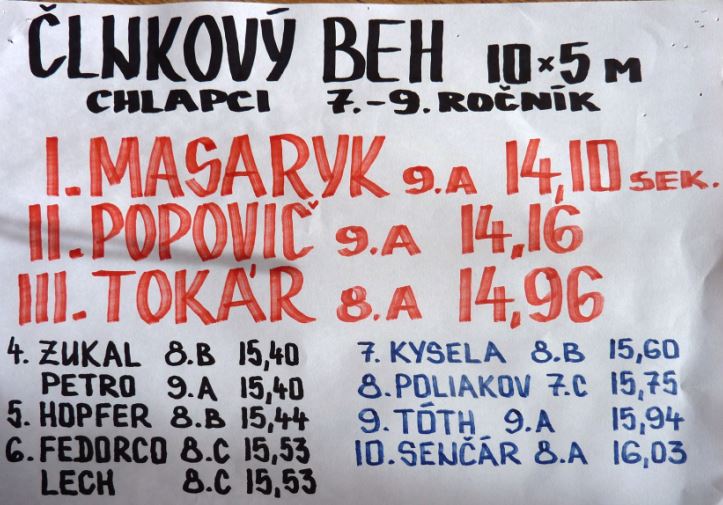 ČLNKOVÝ BEH 10×5 M
CHLAPCI 7.-9. ROČNÍK
I. MASARYK 9.A 14,10 SEK.
II. POPOVIČ 9.A 14,16
III. TOKÁR 8.A 14,96
4. ZUKAL 8.B 15,40
PETRO 9.A 15,40
5. HOPFER 8.B 15,44
6. FEDORCO 8.C 15,53
LECH 8.C 15,53
7. KYSELA 8.B 15,60
8. POLIAKOV 7.C 15,75
9. TÓTH 9.A 15,94
10. SENČÁR 8.A 16,03